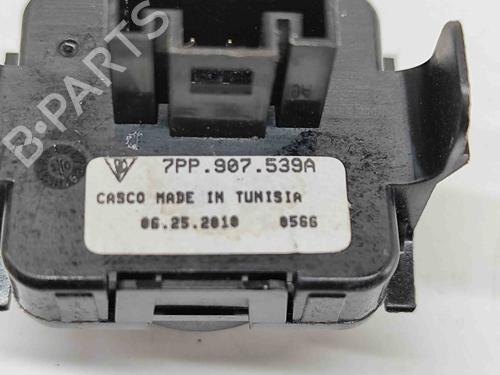 B-PARTS
7PP.907.539A
CASCO MADE IN TUNISIA
06.25.2010 0566